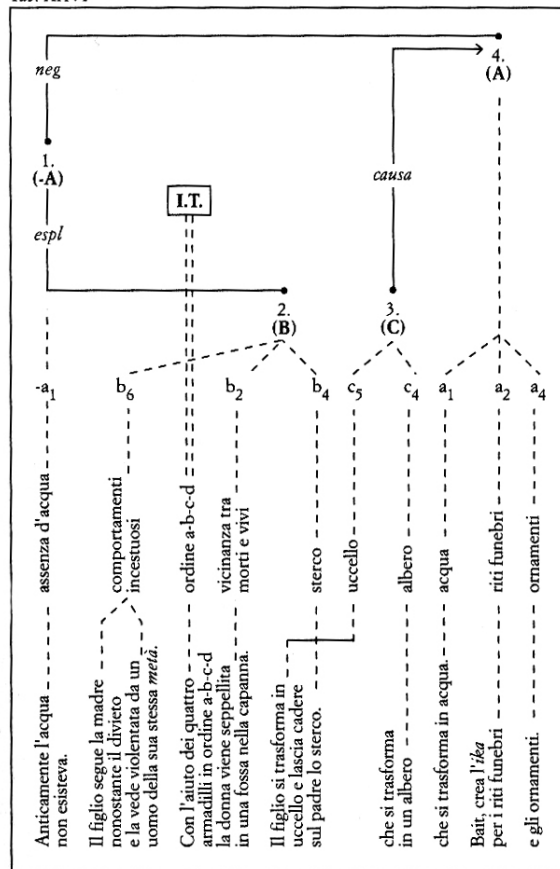 4.
(A)
neg
1.
(-A)
I.T.
causa
espl
2.
(B)
3.
(C)
-a1
b6
b2
b4
c5
c4
a1
a2
a4
assenza d'acqua
comportamenti
incestuosi
ordine a-b-c-d
vicinanza tra
morti e vivi
sterco
uccello
albero
acqua
riti funebri
ornamenti
Anticamente l'acqua
non esisteva.
Il figlio segue la madre
nonostante il divieto
e la vede violentata da un
uomo della sua stessa metà.
Con l'aiuto dei quattro
armadilli in ordine a-b-c-d
la donna viene seppellita
in una fossa nella capanna.
Il figlio si trasforma in
uccello e lascia cadere
sul padre lo sterco.
che si trasforma
in un albero
che si trasforma in acqua.
Bait, crea l'ika
per i riti funebri
e gli ornamenti.